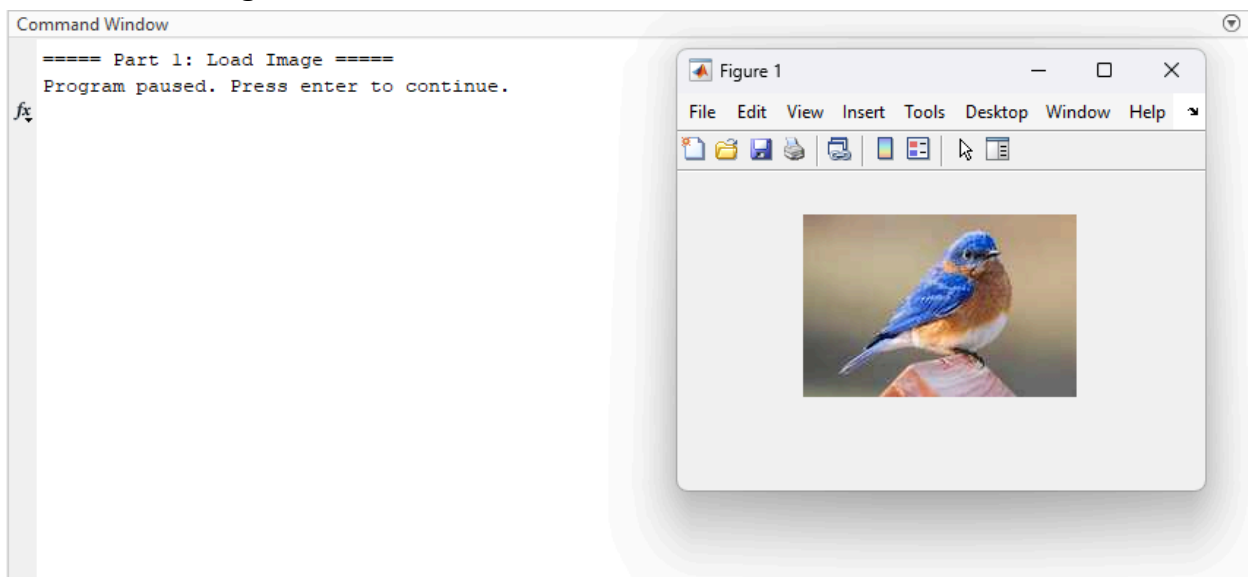 Command Window
===== Part 1: Load Image =====
Program paused. Press enter to continue.
fx
Figure 1
File Edit View Insert Tools Desktop Window Help